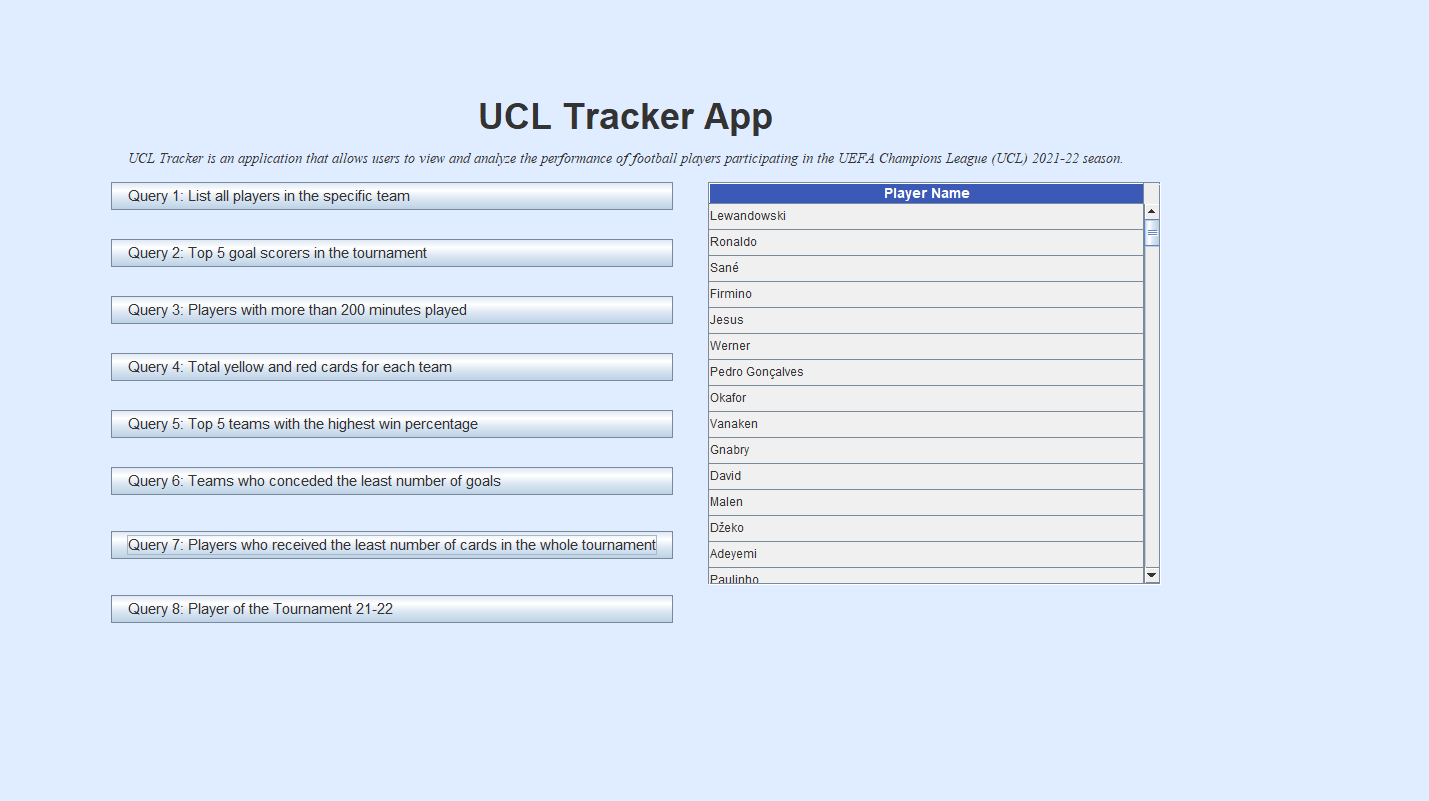 UCL Tracker App
UCL Tracker is an application that allows users to view and analyze the performance of football players participating in the UEFA Champions League (UCL) 2021-22 season.
Query 1: List all players in the specific team
Query 2: Top 5 goal scorers in the tournament
Query 3: Players with more than 200 minutes played
Query 4: Total yellow and red cards for each team
Query 5: Top 5 teams with the highest win percentage
Query 6: Teams who conceded the least number of goals
Query 7: Players who received the least number of cards in the whole tournament
Query 8: Player of the Tournament 21-22
Player Name
Lewandowski
Ronaldo
Sané
Firmino
Jesus
Werner
Pedro Gonçalves
Okafor
Vanaken
Gnabry
David
Malen
Džeko
Adeyemi
Paulinho